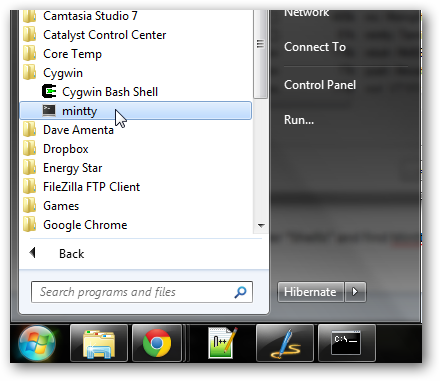 Camtasia Studio 7
Catalyst Control Center
Core Temp
Cygwin
Cygwin Bash Shell
mintty
Dave Amenta
Dropbox
Energy Star
FileZilla FTP Client
Games
Google Chrome
Back
Search programs and files
Network
Connect To
Control Panel
Run...
Hibernate
N++
C:\